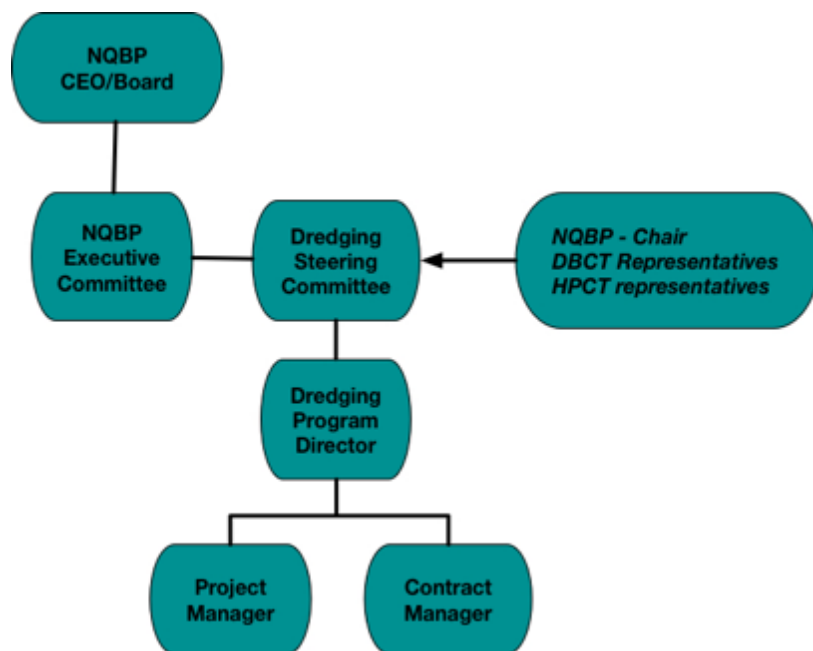 NQBP
CEO/Board
NQBP
Executive
Committee
Dredging
Steering
Committee
NQBP - Chair
DBCT Representatives
HPCT representatives
Dredging
Program
Director
Project
Manager
Contract
Manager